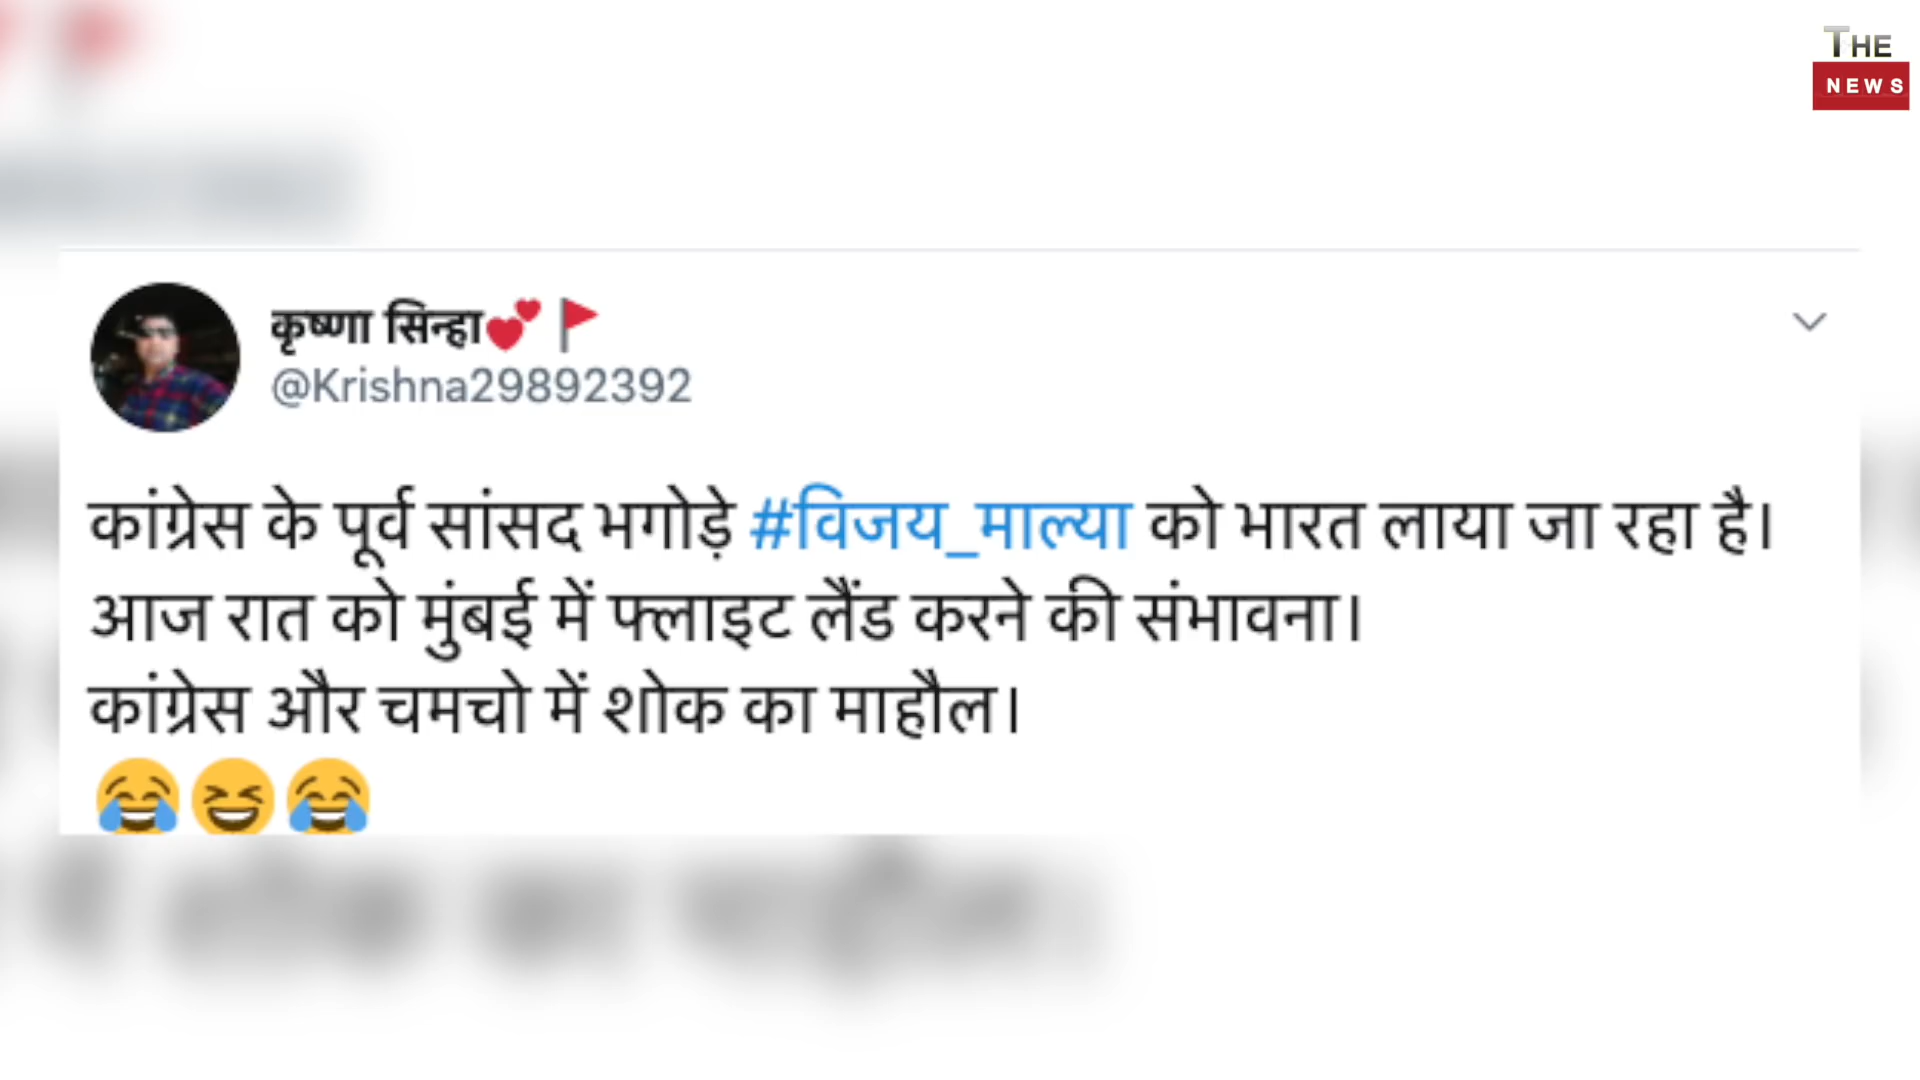 THE
NEWS
कृष्णा सिन्हा💕🚩
@Krishna29892392
कांग्रेस के पूर्व सांसद भगोड़े #विजय_माल्या को भारत लाया जा रहा है।
आज रात को मुंबई में फ्लाइट लैंड करने की संभावना।
कांग्रेस और चमचो में शोक का माहौल।
😂😆😂